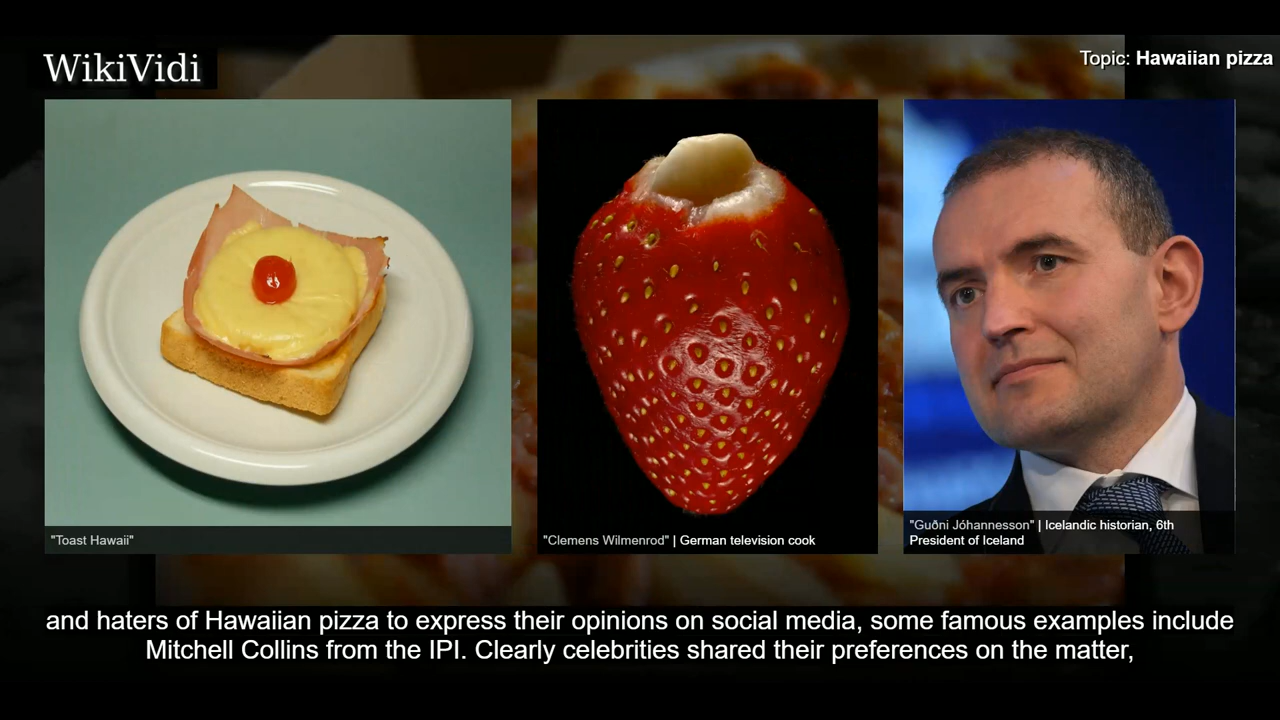 WikiVidi
Topic: Hawaiian pizza
"Toast Hawaii"
"Clemens Wilmenrod" | German television cook
"Guðni Jóhannesson" | Icelandic historian, 6th
President of Iceland
and haters of Hawaiian pizza to express their opinions on social media, some famous examples include
Mitchell Collins from the IPI. Clearly celebrities shared their preferences on the matter,